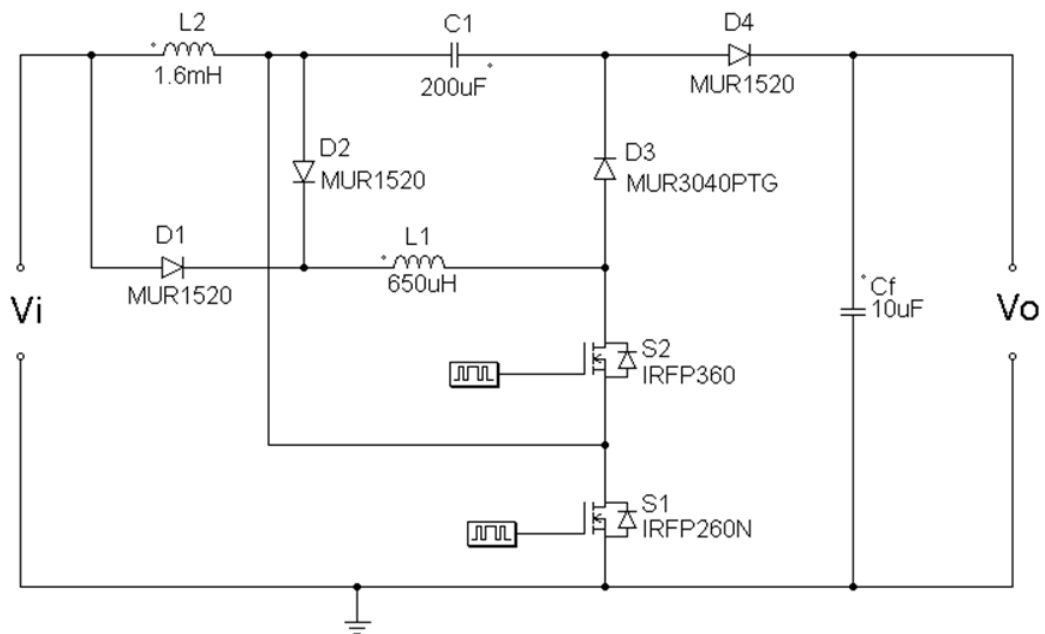 L2
1.6mH
C1
200uF
D4
MUR1520
D2
MUR1520
D3
MUR3040PTG
D1
MUR1520
L1
650uH
Vi
Cf
10uF
Vo
S2
IRFP360
S1
IRFP260N